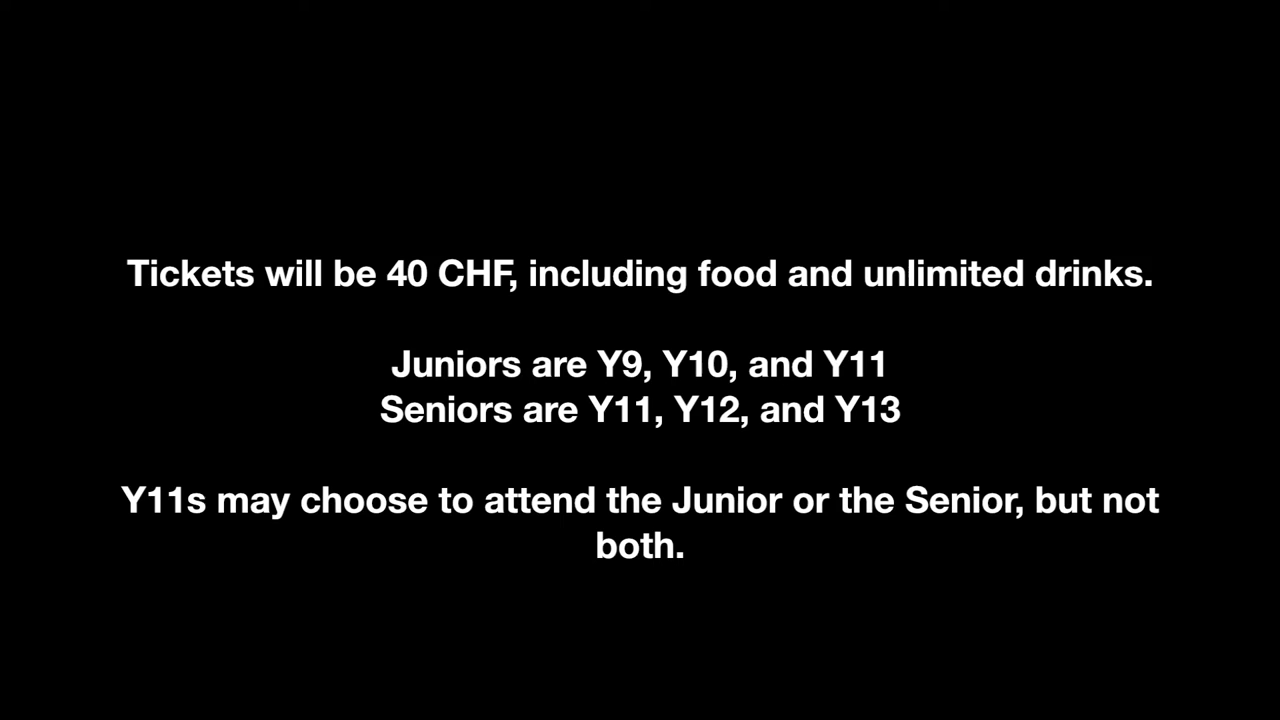 Tickets will be 40 CHF, including food and unlimited drinks.
Juniors are Y9, Y10, and Y11
Seniors are Y11, Y12, and Y13
Y11s may choose to attend the Junior or the Senior, but not
both.